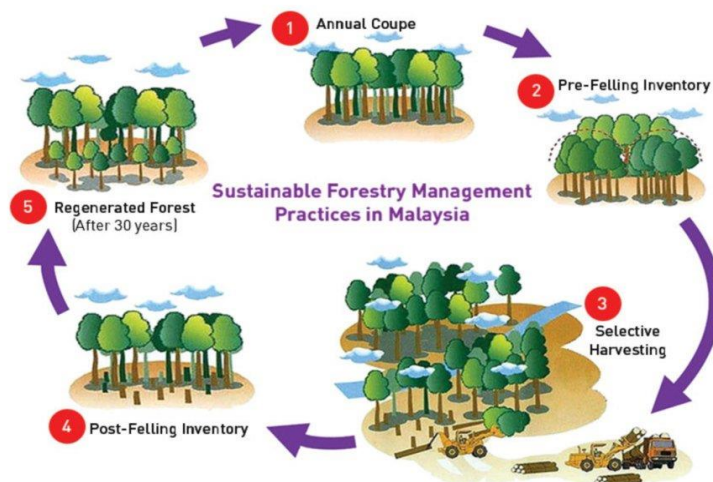 1
Annual Coupe
2
Pre-Felling Inventory
Sustainable Forestry Management
Practices in Malaysia
5
Regenerated Forest
(After 30 years)
3
Selective
Harvesting
4
Post-Felling Inventory